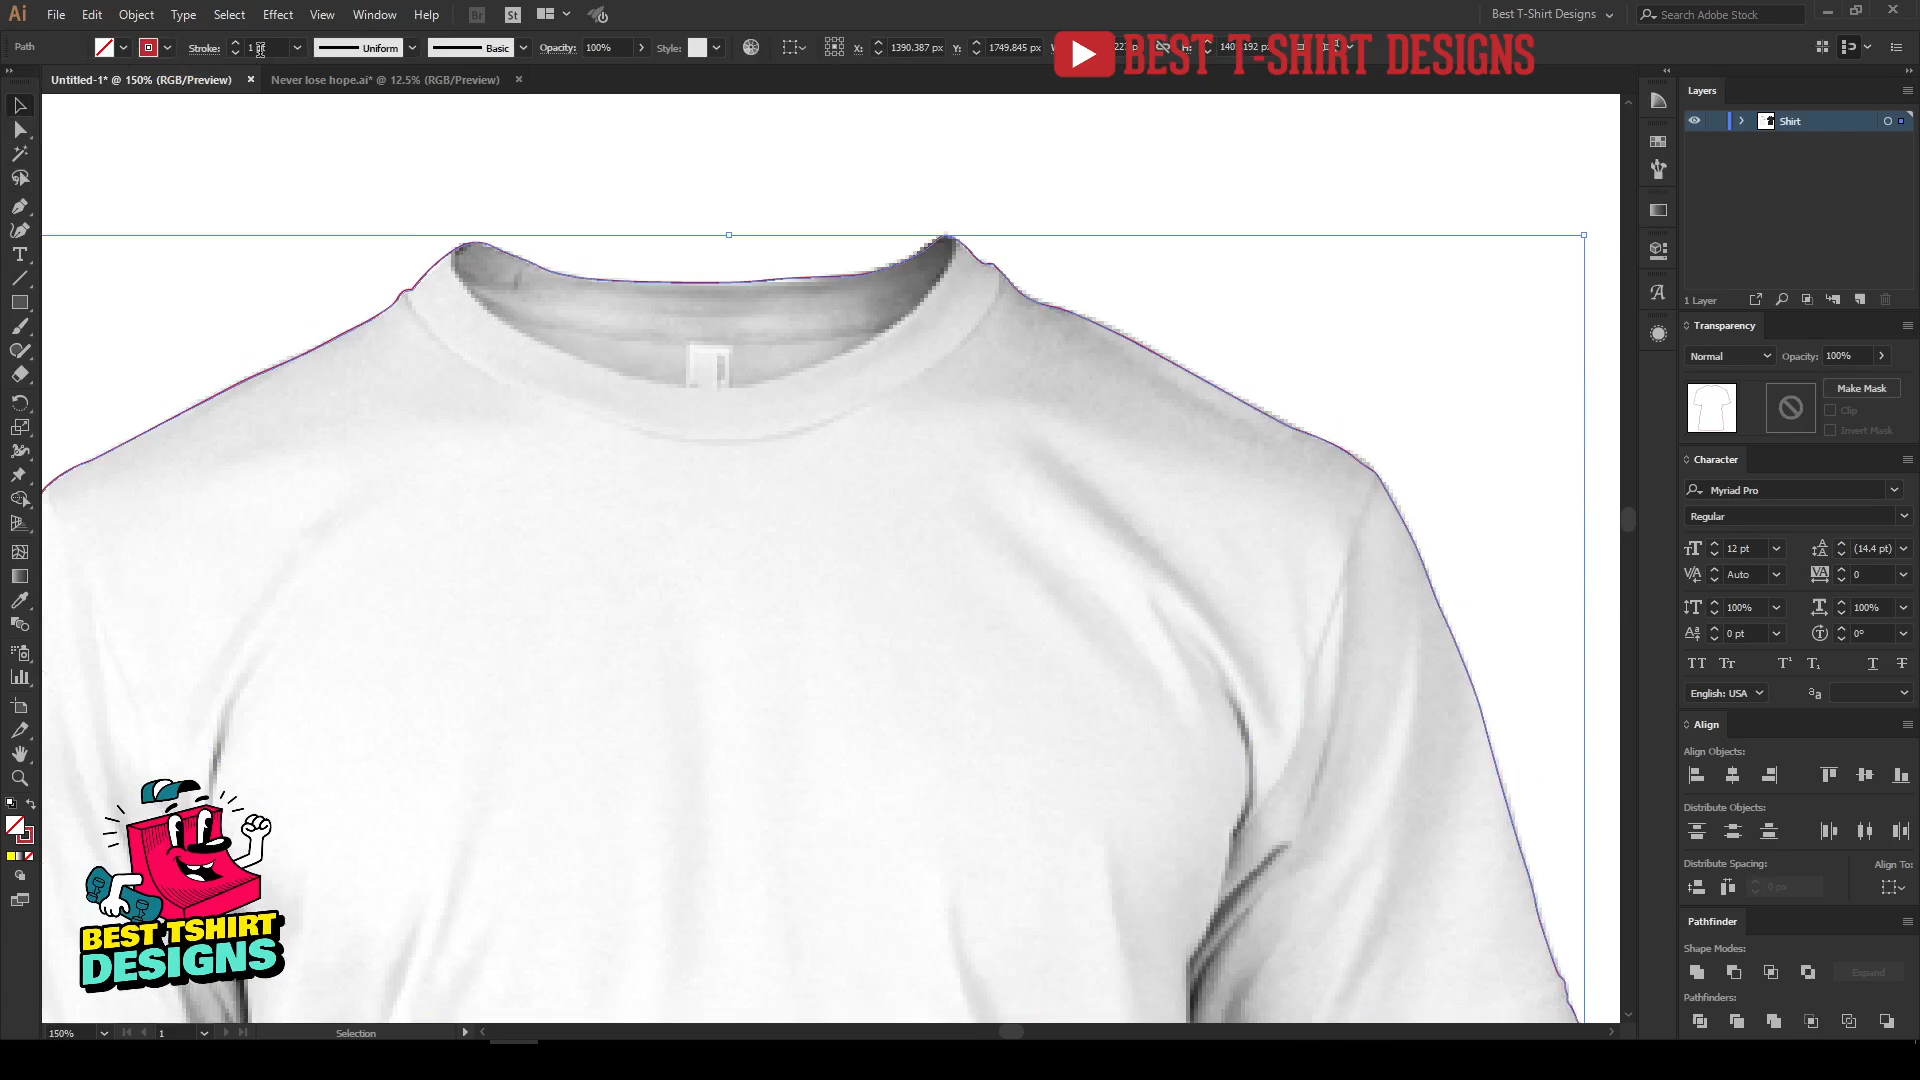 Ai File Edit Object Type Select Effect View Window Help Br St Best T-Shirt Designs Search Adobe Stock
Path Stroke: 1 Uniform Basic Opacity: 100% Style: X: 1390.387 px Y: 1749.845 px
BEST T-SHIRT DESIGNS
Untitled-1* @ 150% (RGB/Preview) × Never lose hope.ai* @ 12.5% (RGB/Preview) ×
Layers
Shirt
1 Layer
Transparency
Normal Opacity: 100%
Make Mask
Clip
Invert Mask
Character
Myriad Pro
Regular
12 pt (14.4 pt)
Auto 0
100% 100%
0 pt 0°
English: USA
Align
Align Objects:
Distribute Objects:
Distribute Spacing: Align To:
0 px
Pathfinder
Shape Modes:
Expand
Pathfinders:
BEST TSHIRT
DESIGNS
150% 1 Selection